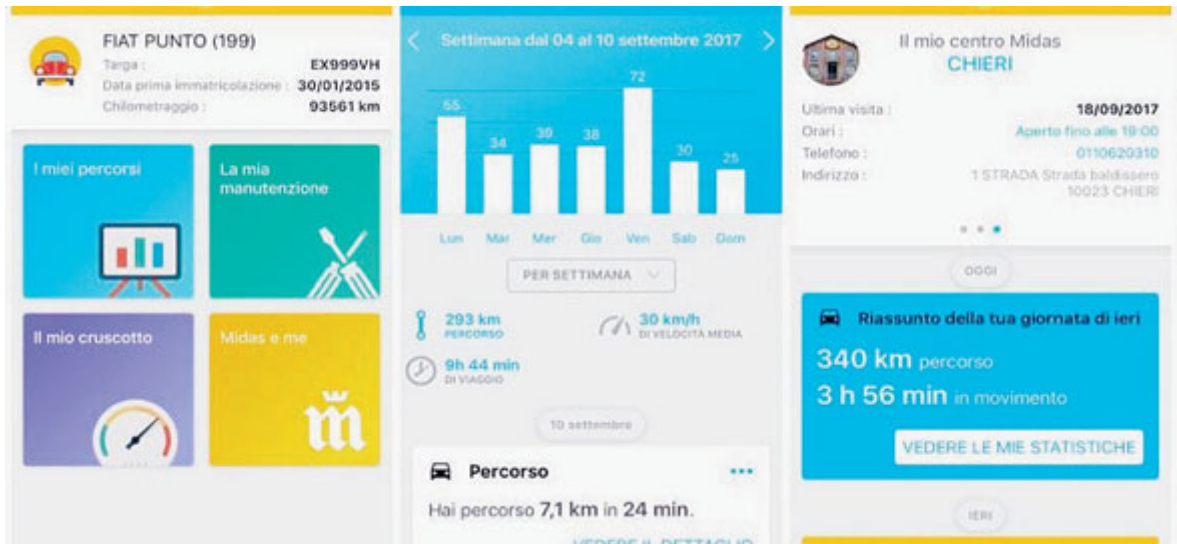 FIAT PUNTO (199)
Targa : EX999VH
Data prima immatricolazione : 30/01/2015
Chilometraggio : 93561 km
I miei percorsi
La mia
manutenzione
Il mio cruscotto
Midas e me
m
< Settimana dal 04 al 10 settembre 2017 >
55 34 39 38 72 30 25
Lun Mar Mer Gio Ven Sab Dom
PER SETTIMANA
293 km
PERCORSO
30 km/h
DI VELOCITÀ MEDIA
9h 44 min
DI VIAGGIO
10 settembre
Percorso
Hai percorso 7,1 km in 24 min.
VEDERE IL DETTAGLIO
Il mio centro Midas
CHIERI
Ultima visita : 18/09/2017
Orari : Aperto fino alle 19:00
Telefono : 0110620310
Indirizzo : 1 STRADA Strada baldissero
10023 CHIERI
OGGI
Riassunto della tua giornata di ieri
340 km percorso
3 h 56 min in movimento
VEDERE LE MIE STATISTICHE
IERI